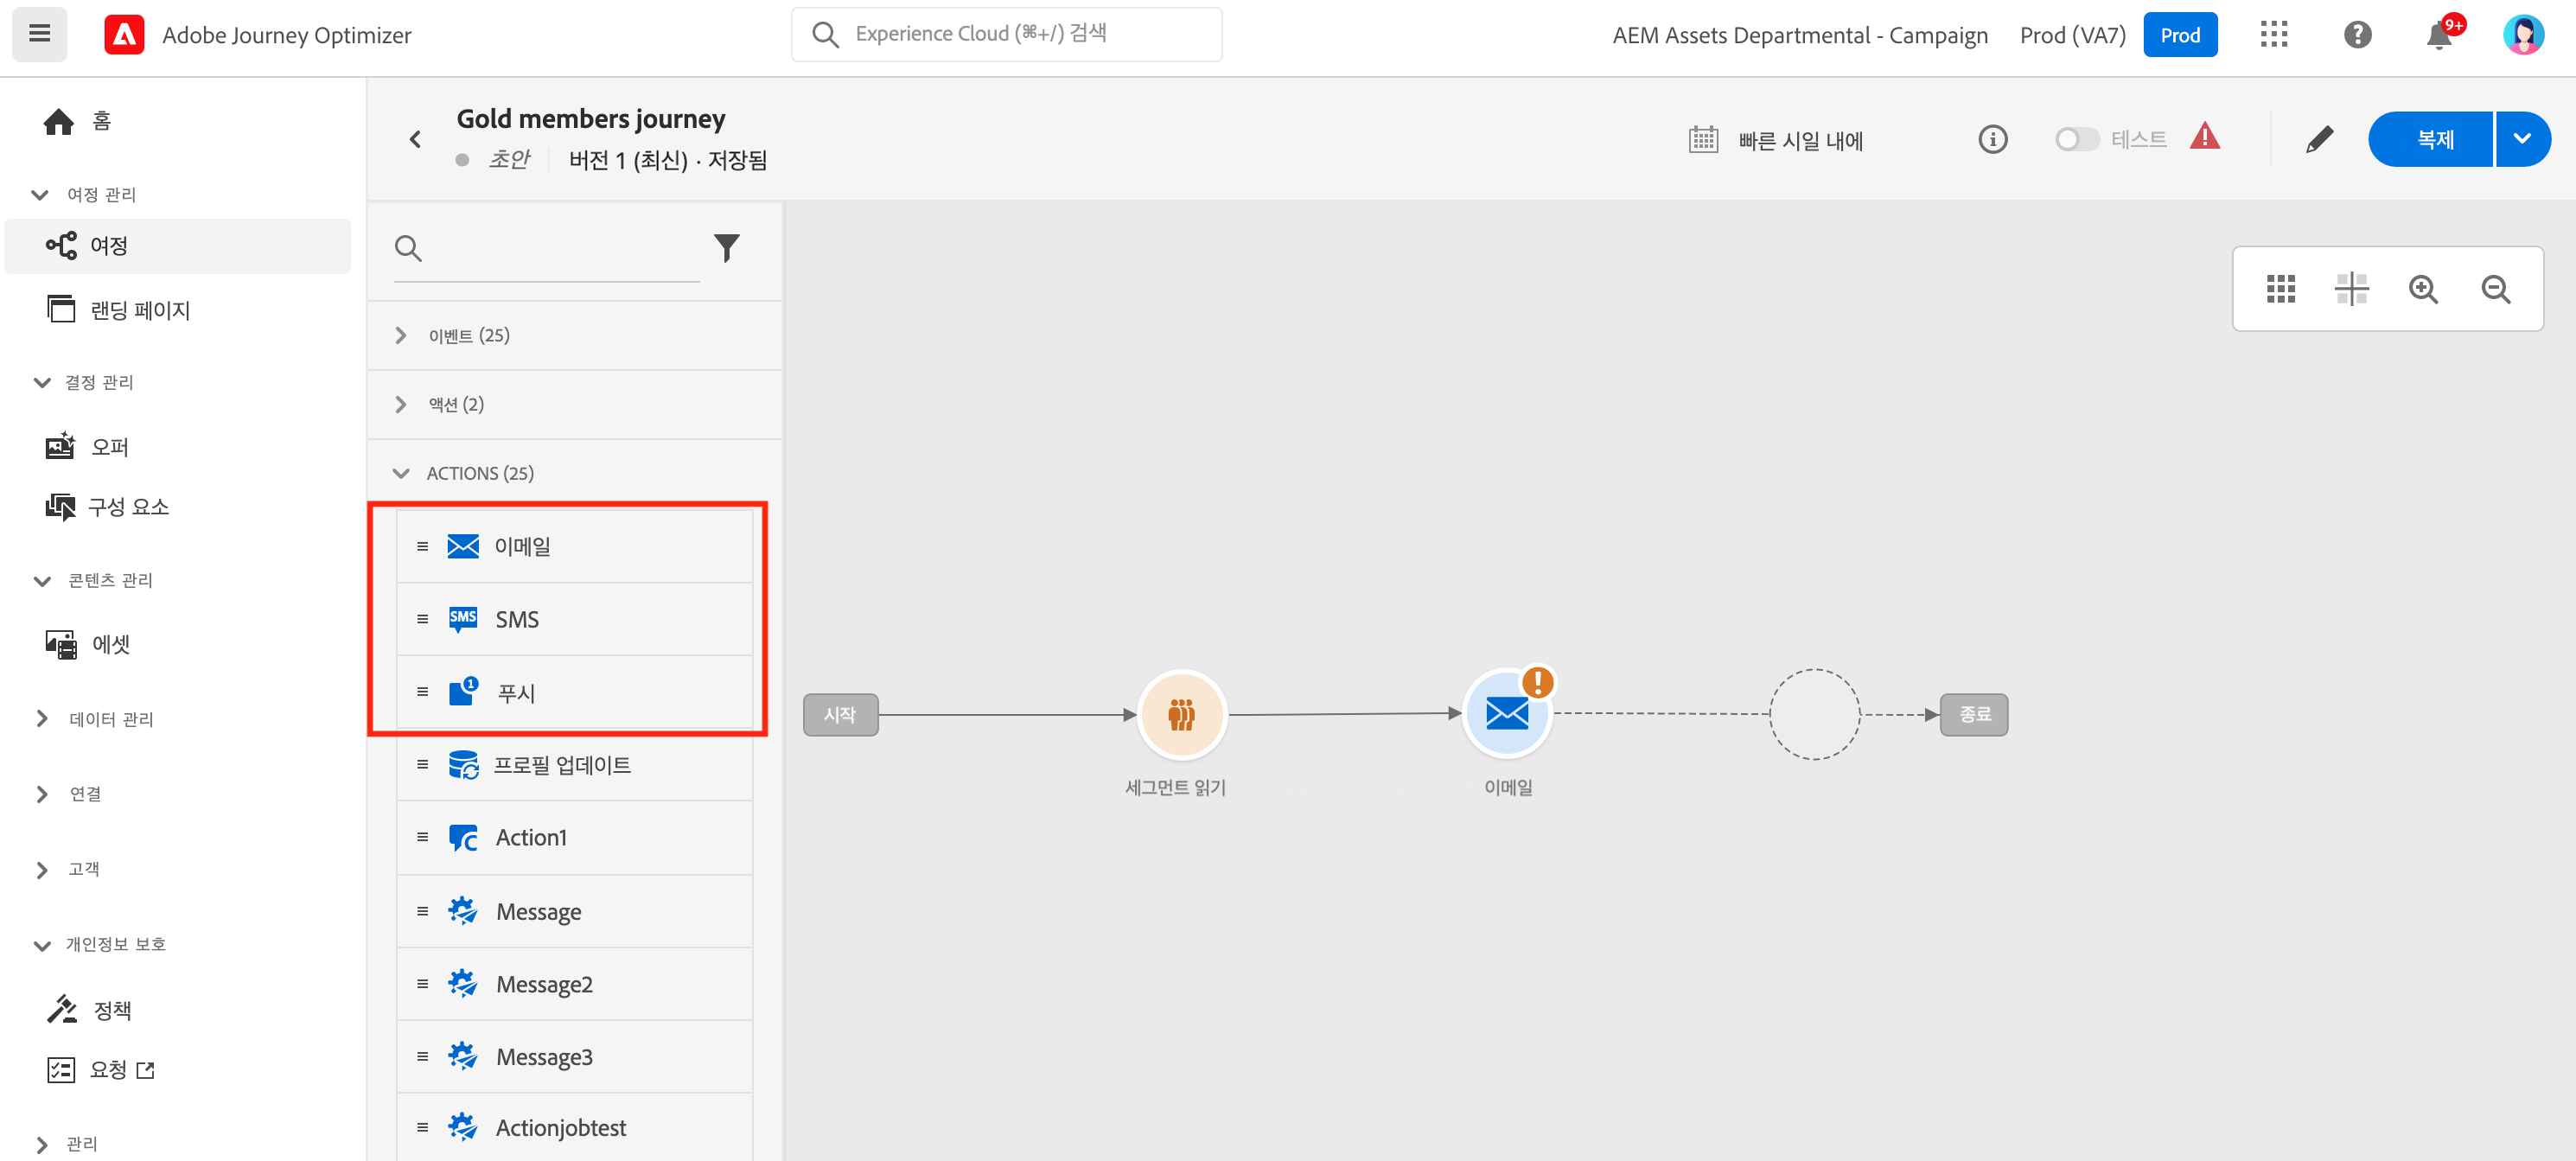 Adobe Journey Optimizer
Experience Cloud (⌘+/) 검색
AEM Assets Departmental - Campaign
Prod (VA7)
Prod
9+
홈
여정 관리
여정
랜딩 페이지
결정 관리
오퍼
구성 요소
콘텐츠 관리
에셋
데이터 관리
연결
고객
개인정보 보호
정책
요청
관리
Gold members journey
초안
버전 1 (최신) · 저장됨
빠른 시일 내에
테스트
복제
이벤트 (25)
액션 (2)
ACTIONS (25)
이메일
SMS
SMS
1
푸시
프로필 업데이트
Action1
Message
Message2
Message3
Actionjobtest
시작
세그먼트 읽기
이메일
종료